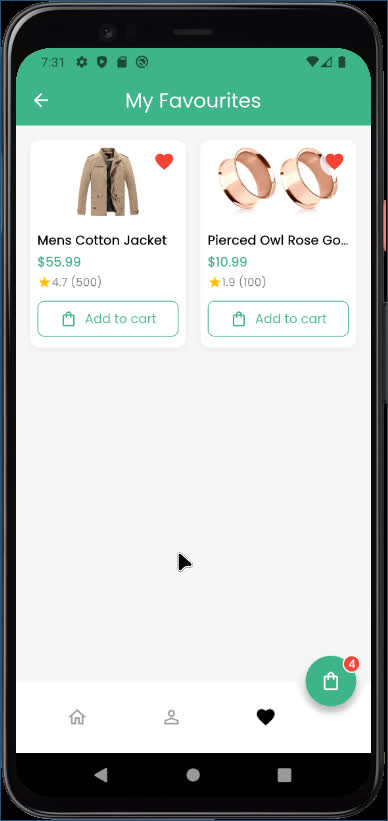 7:31
My Favourites
Mens Cotton Jacket
$55.99
4.7 (500)
Add to cart
Pierced Owl Rose Go...
$10.99
1.9 (100)
Add to cart
4